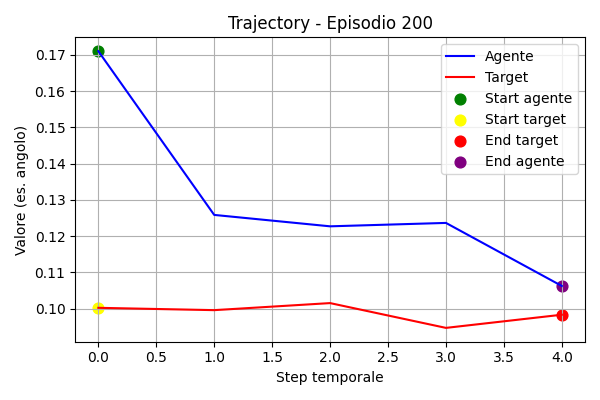 Trajectory - Episodio 200
Valore (es. angolo)
0.17
0.16
0.15
0.14
0.13
0.12
0.11
0.10
Agente
Target
Start agente
Start target
End target
End agente
0.0 0.5 1.0 1.5 2.0 2.5 3.0 3.5 4.0
Step temporale